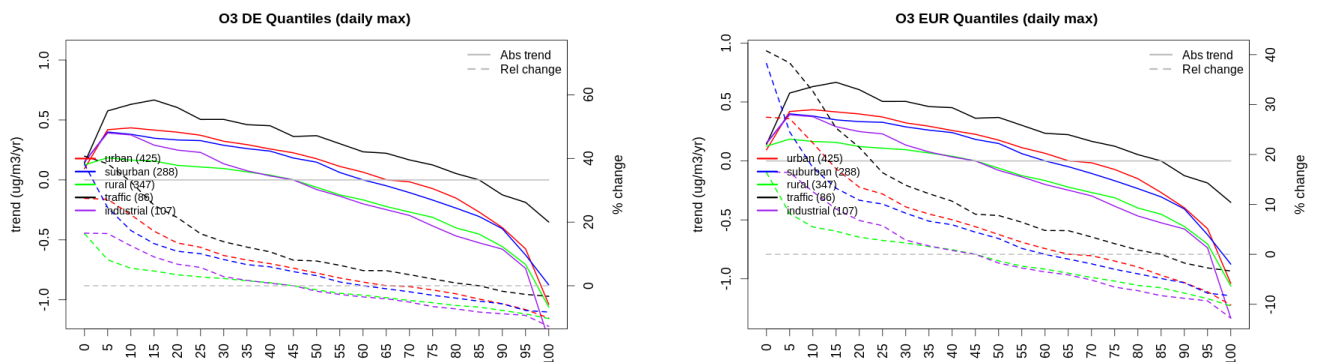 O3 DE Quantiles (daily max)
trend (ug/m3/yr)
1.0
0.5
0.0
-0.5
-1.0
Abs trend
Rel change
urban (425)
suburban (288)
rural (347)
traffic (86)
industrial (107)
60
40
20
0
% change
0 5 10 15 20 25 30 35 40 45 50 55 60 65 70 75 80 85 90 95 100
O3 EUR Quantiles (daily max)
trend (ug/m3/yr)
1.0
0.5
0.0
-0.5
-1.0
Abs trend
Rel change
urban (425)
suburban (288)
rural (347)
traffic (86)
industrial (107)
40
30
20
10
0
-10
% change
0 5 10 15 20 25 30 35 40 45 50 55 60 65 70 75 80 85 90 95 100